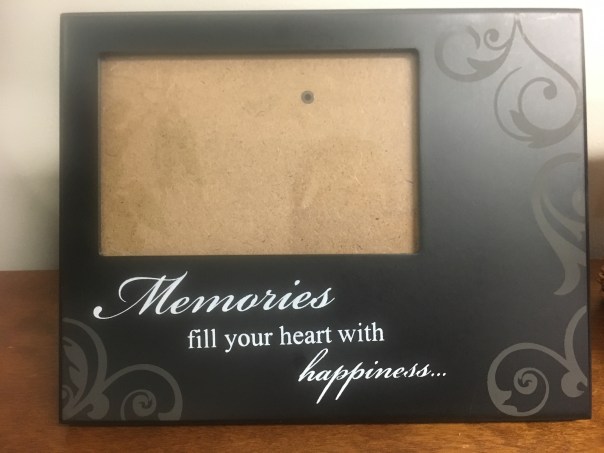 Memories
fill your heart with
happiness...